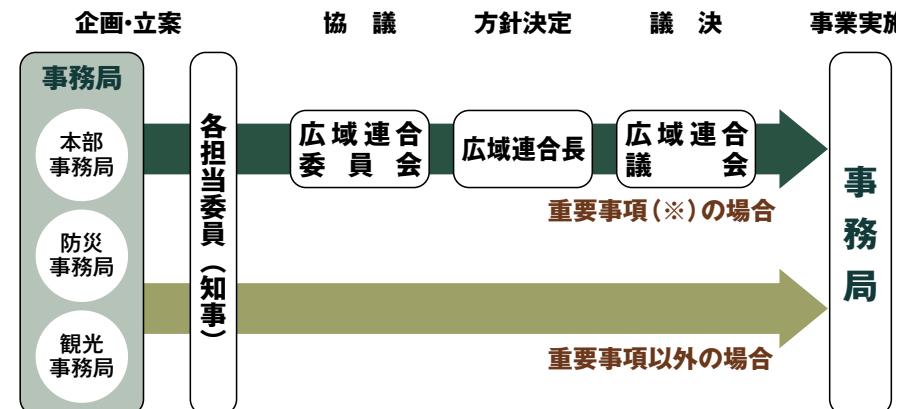 企画・立案
協議
方針決定
議決
事業実施
事務局
本部
事務局
防災
事務局
観光
事務局
各担当委員（知事）
広域連合
委員会
広域連合長
広域連合
議会
重要事項（※）の場合
重要事項以外の場合
事務局